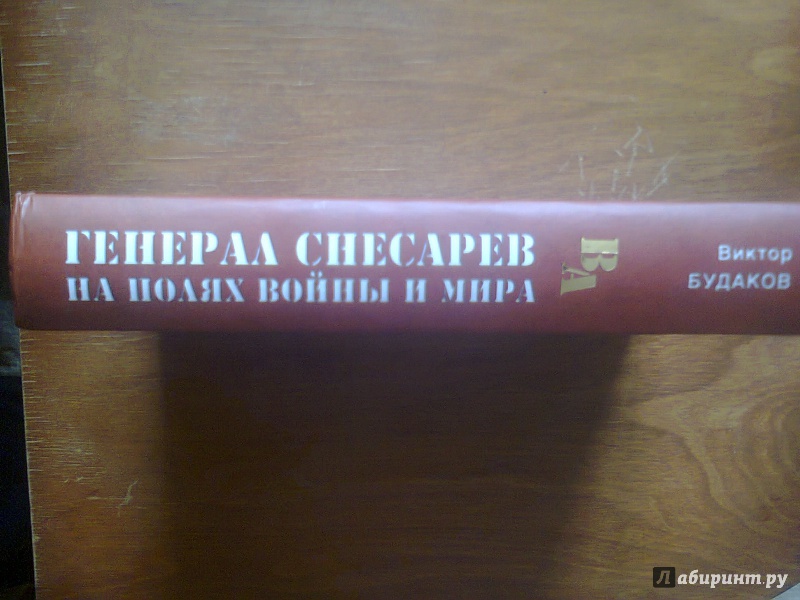 ГЕНЕРАЛ СНЕСАРЕВ
НА ПОЛЯХ ВОЙНЫ И МИРА
ВА
Виктор
БУДАКОВ
Лабиринт.ру